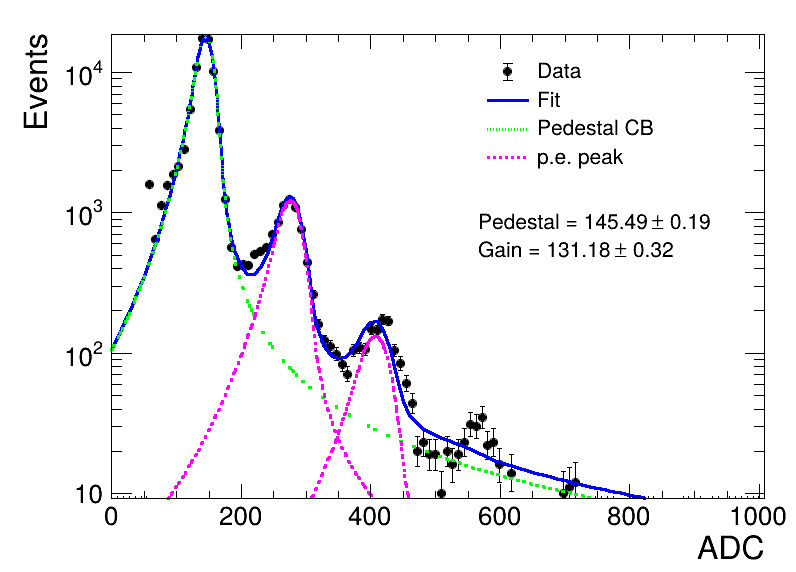 Events
10⁴
10³
10²
10
Data
Fit
Pedestal CB
p.e. peak
Pedestal = 145.49 ± 0.19
Gain = 131.18 ± 0.32
0 200 400 600 800 1000
ADC